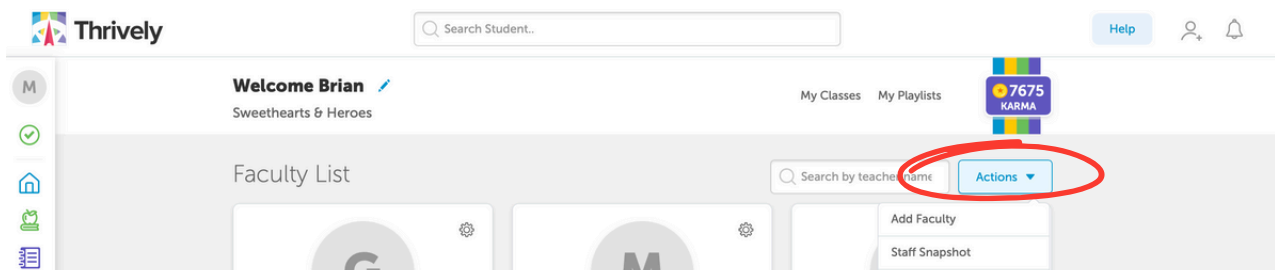 Thrively
Search Student..
Help
M
Welcome Brian
Sweethearts & Heroes
My Classes
My Playlists
7675
KARMA
Faculty List
Search by teacher name
Actions
Add Faculty
Staff Snapshot
G
M